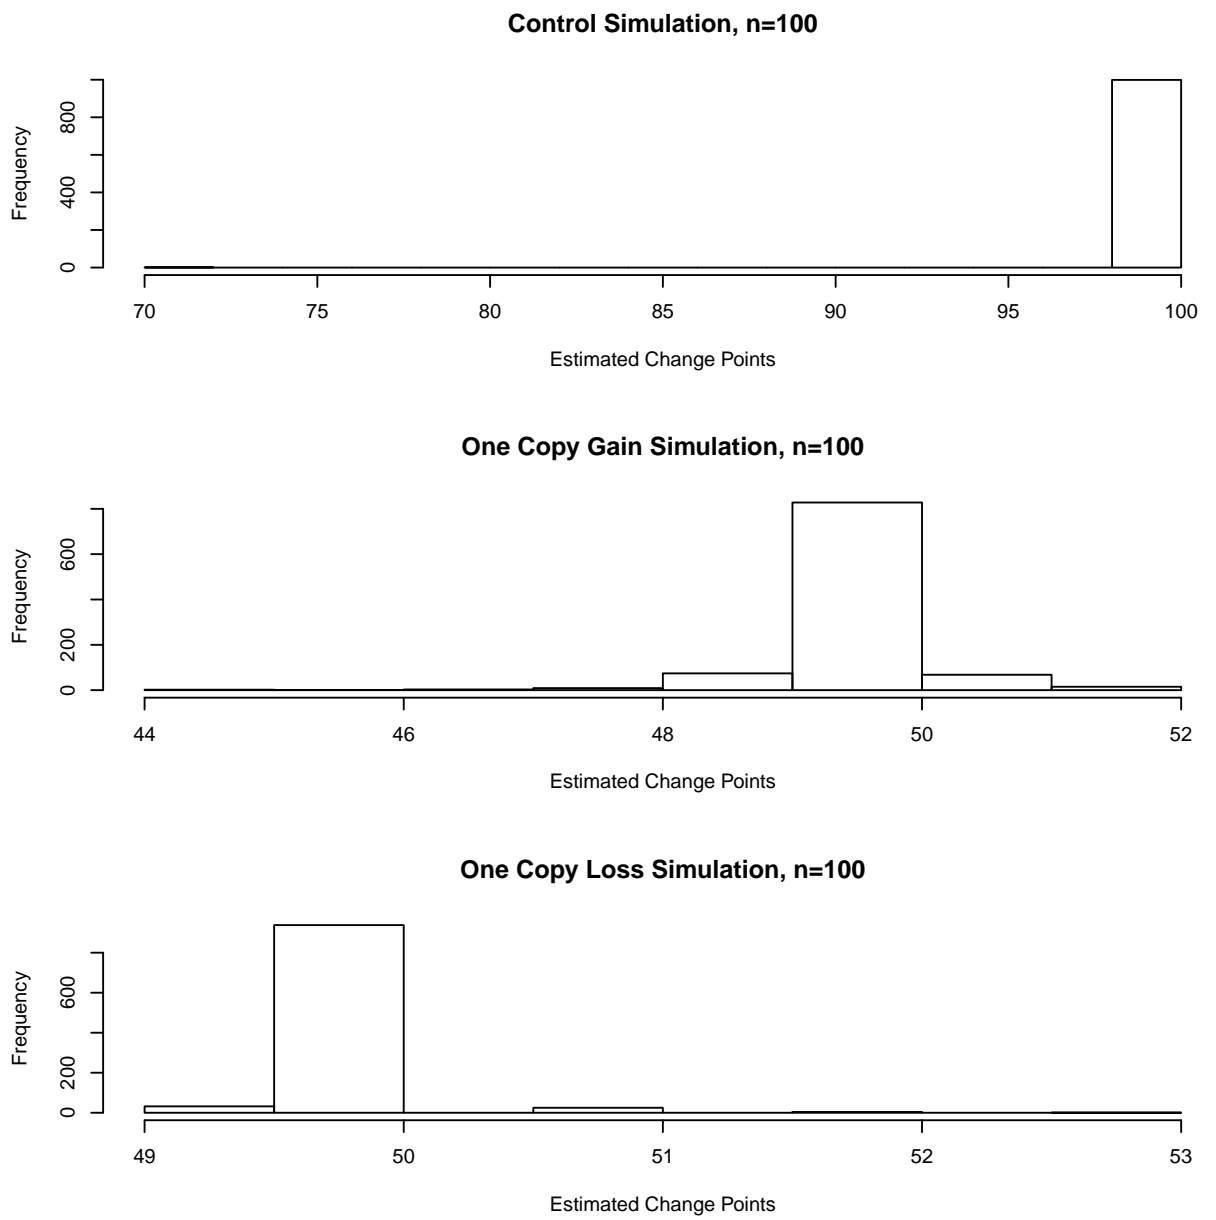 Control Simulation, n=100
Frequency
0 400 800
70 75 80 85 90 95 100
Estimated Change Points
One Copy Gain Simulation, n=100
Frequency
0 200 600
44 46 48 50 52
Estimated Change Points
One Copy Loss Simulation, n=100
Frequency
0 200 600
49 50 51 52 53
Estimated Change Points